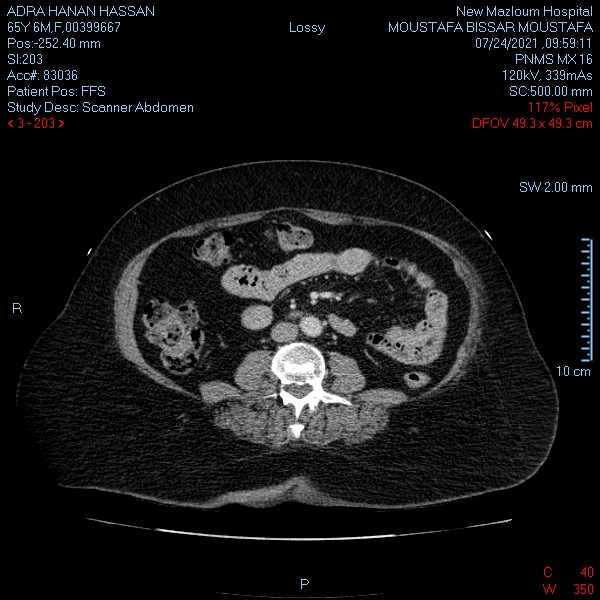 ADRA HANAN HASSAN
65Y 6M,F,00399667
Pos:-252.40 mm
SI:203
Acc#: 83036
Patient Pos: FFS
Study Desc: Scanner Abdomen
< 3 - 203 >
Lossy
New Mazloum Hospital
MOUSTAFA BISSAR MOUSTAFA
07/24/2021 ,09:59:11
PNMS MX 16
120kV, 339mAs
SC:500.00 mm
117% Pixel
DFOV 49.3 x 49.3 cm
SW 2.00 mm
R
10 cm
P
C 40
W 350